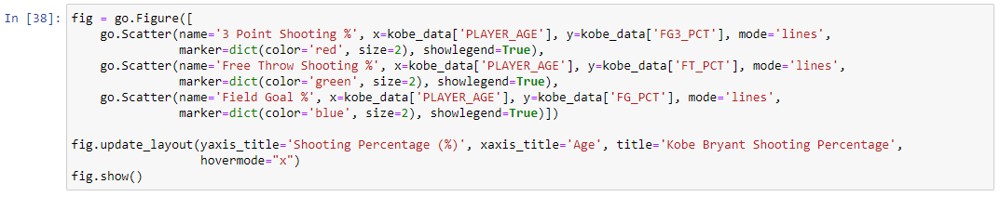 In [38]: fig = go.Figure([
go.Scatter(name='3 Point Shooting %', x=kobe_data['PLAYER_AGE'], y=kobe_data['FG3_PCT'], mode='lines',
marker=dict(color='red', size=2), showlegend=True),
go.Scatter(name='Free Throw Shooting %', x=kobe_data['PLAYER_AGE'], y=kobe_data['FT_PCT'], mode='lines',
marker=dict(color='green', size=2), showlegend=True),
go.Scatter(name='Field Goal %', x=kobe_data['PLAYER_AGE'], y=kobe_data['FG_PCT'], mode='lines',
marker=dict(color='blue', size=2), showlegend=True)])
fig.update_layout(yaxis_title='Shooting Percentage (%)', xaxis_title='Age', title='Kobe Bryant Shooting Percentage',
hovermode="x")
fig.show()